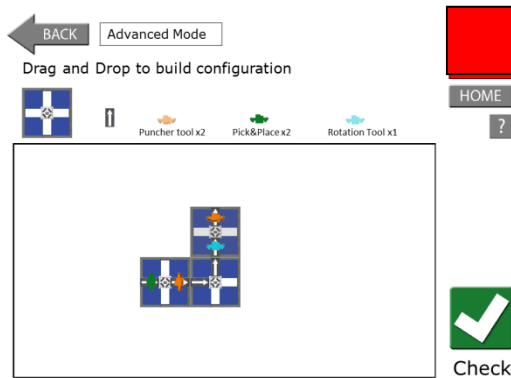 BACK
Advanced Mode
Drag and Drop to build configuration
HOME
?
Puncher tool x2
Pick&Place x2
Rotation Tool x1
Check